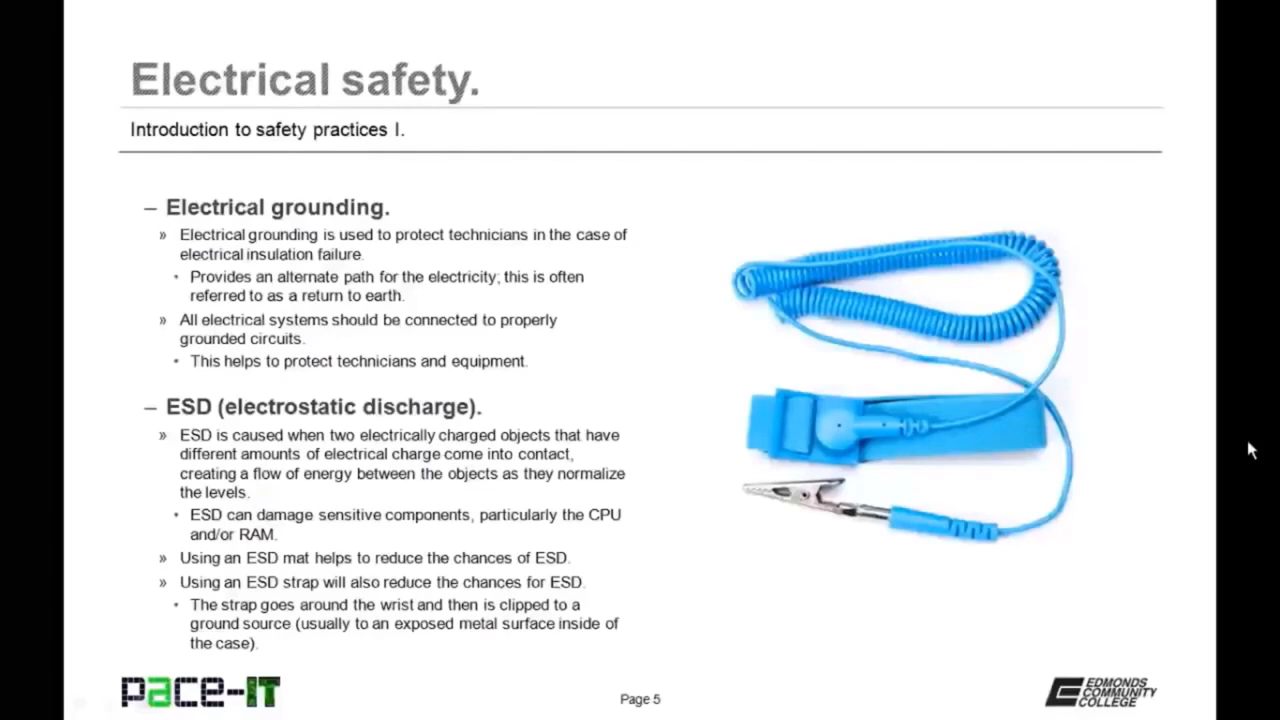 Electrical safety.
Introduction to safety practices I.
– Electrical grounding.
» Electrical grounding is used to protect technicians in the case of
electrical insulation failure.
• Provides an alternate path for the electricity; this is often
referred to as a return to earth.
» All electrical systems should be connected to properly
grounded circuits.
• This helps to protect technicians and equipment.
– ESD (electrostatic discharge).
» ESD is caused when two electrically charged objects that have
different amounts of electrical charge come into contact,
creating a flow of energy between the objects as they normalize
the levels.
• ESD can damage sensitive components, particularly the CPU
and/or RAM.
» Using an ESD mat helps to reduce the chances of ESD.
» Using an ESD strap will also reduce the chances for ESD.
• The strap goes around the wrist and then is clipped to a
ground source (usually to an exposed metal surface inside of
the case).
pace-IT
Page 5
EDMONDS
COMMUNITY
COLLEGE